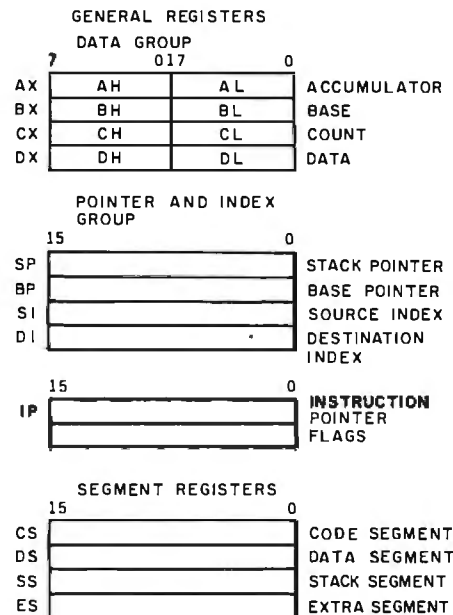 GENERAL REGISTERS
DATA GROUP
7 017 0
AX AH AL ACCUMULATOR
BX BH BL BASE
CX CH CL COUNT
DX DH DL DATA
POINTER AND INDEX
GROUP
15 0
SP STACK POINTER
BP BASE POINTER
SI SOURCE INDEX
DI DESTINATION
INDEX
15 0
IP INSTRUCTION
POINTER
FLAGS
SEGMENT REGISTERS
15 0
CS CODE SEGMENT
DS DATA SEGMENT
SS STACK SEGMENT
ES EXTRA SEGMENT